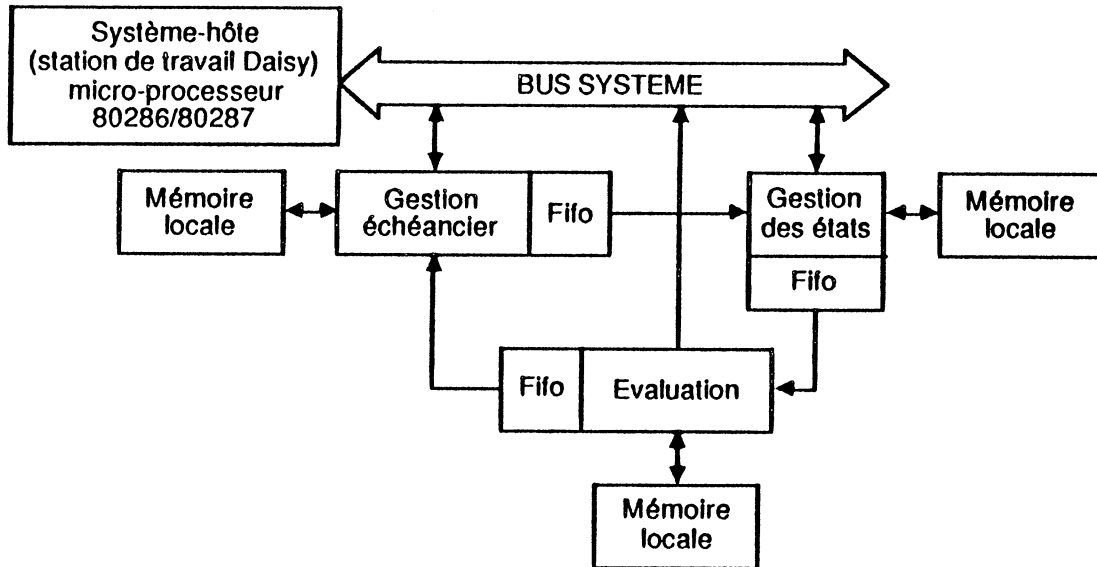 Système-hôte
(station de travail Daisy)
micro-processeur
80286/80287
BUS SYSTEME
Mémoire
locale
Gestion
échéancier
Fifo
Gestion
des états
Fifo
Mémoire
locale
Fifo
Evaluation
Mémoire
locale